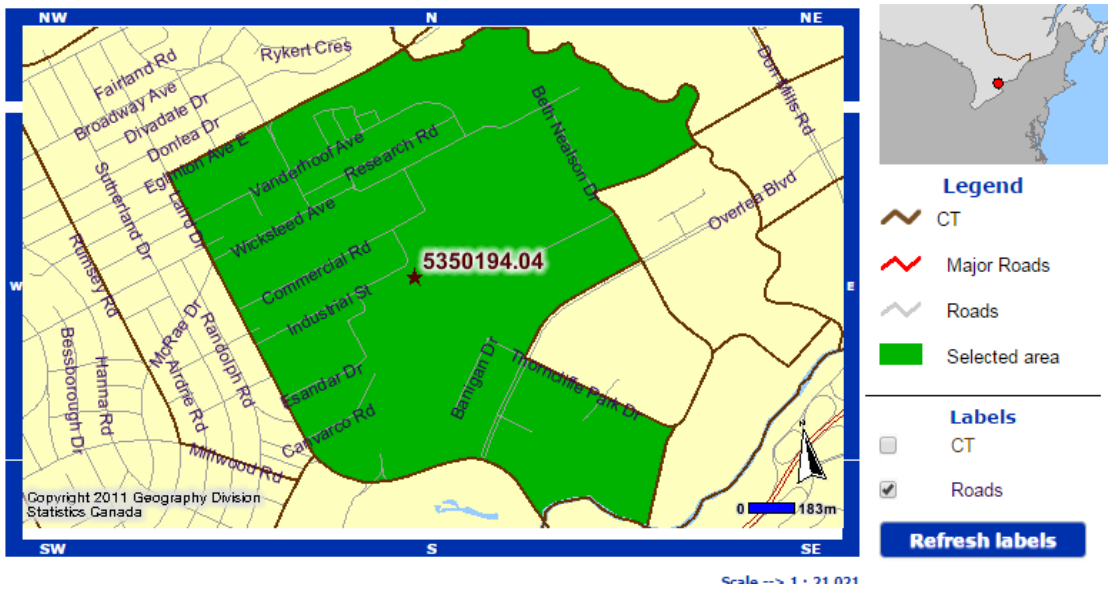 NW N NE
Rykert Cres
Fairland Rd
Broadway Ave
Divadale Dr
Donlea Dr
Eglinton Ave E
Don Mills Rd
Beth Nealson Dr
Vanderhoof Ave
Research Rd
Sutherland Dr
Laird Dr
Wicksteed Ave
Overlea Blvd
Rumsey Rd
Commercial Rd
5350194.04
W
E
Industrial St
McRae Dr
Randolph Rd
Bessborough Dr
Hanna Rd
Airdrie Rd
Esandar Dr
Banigan Dr
Thorncliffe Park Dr
Canvarco Rd
Millwood Rd
N
Copyright 2011 Geography Division
Statistics Canada
0 183m
SW S SE
Scale --> 1 : 21,021
Legend
CT
Major Roads
Roads
Selected area
Labels
CT
Roads
Refresh labels